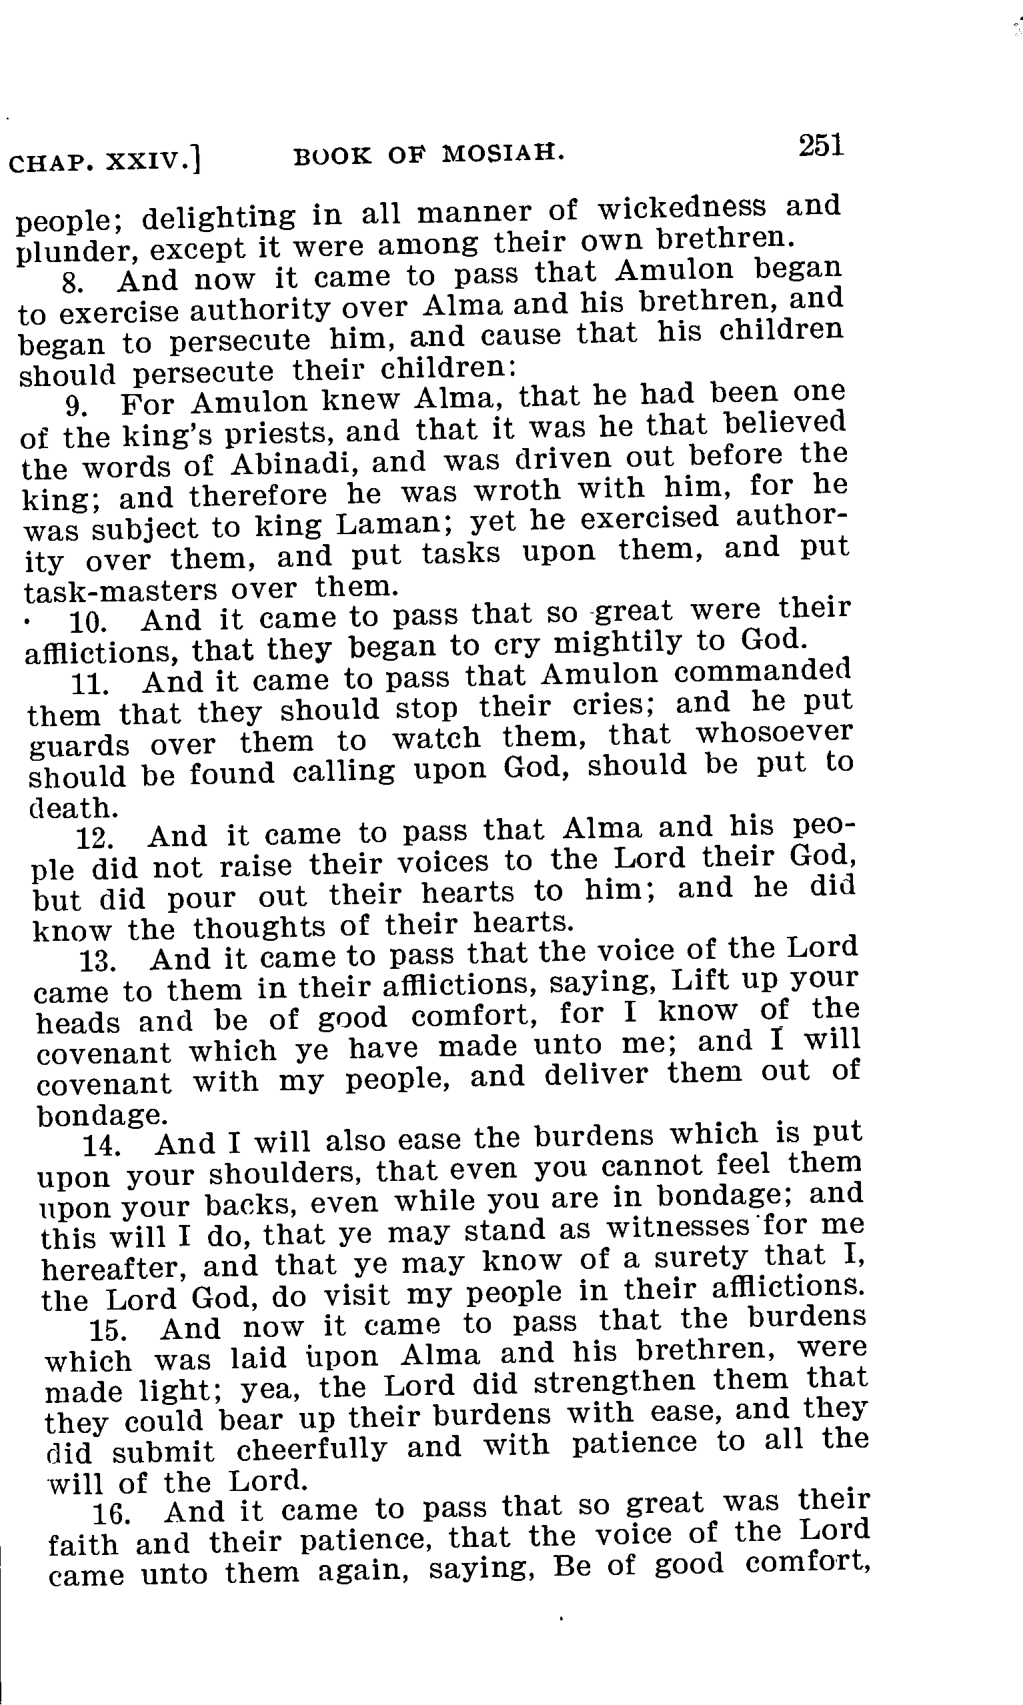 CHAP. XXIV.] BOOK OF MOSIAH. 251
people; delighting in all manner of wickedness and
plunder, except it were among their own brethren.
8. And now it came to pass that Amulon began
to exercise authority over Alma and his brethren, and
began to persecute him, and cause that his children
should persecute their children:
9. For Amulon knew Alma, that he had been one
of the king's priests, and that it was he that believed
the words of Abinadi, and was driven out before the
king; and therefore he was wroth with him, for he
was subject to king Laman; yet he exercised author-
ity over them, and put tasks upon them, and put
task-masters over them.
10. And it came to pass that so great were their
afflictions, that they began to cry mightily to God.
11. And it came to pass that Amulon commanded
them that they should stop their cries; and he put
guards over them to watch them, that whosoever
should be found calling upon God, should be put to
death.
12. And it came to pass that Alma and his peo-
ple did not raise their voices to the Lord their God,
but did pour out their hearts to him; and he did
know the thoughts of their hearts.
13. And it came to pass that the voice of the Lord
came to them in their afflictions, saying, Lift up your
heads and be of good comfort, for I know of the
covenant which ye have made unto me; and I will
covenant with my people, and deliver them out of
bondage.
14. And I will also ease the burdens which is put
upon your shoulders, that even you cannot feel them
upon your backs, even while you are in bondage; and
this will I do, that ye may stand as witnesses for me
hereafter, and that ye may know of a surety that I,
the Lord God, do visit my people in their afflictions.
15. And now it came to pass that the burdens
which was laid upon Alma and his brethren, were
made light; yea, the Lord did strengthen them that
they could bear up their burdens with ease, and they
did submit cheerfully and with patience to all the
will of the Lord.
16. And it came to pass that so great was their
faith and their patience, that the voice of the Lord
came unto them again, saying, Be of good comfort,